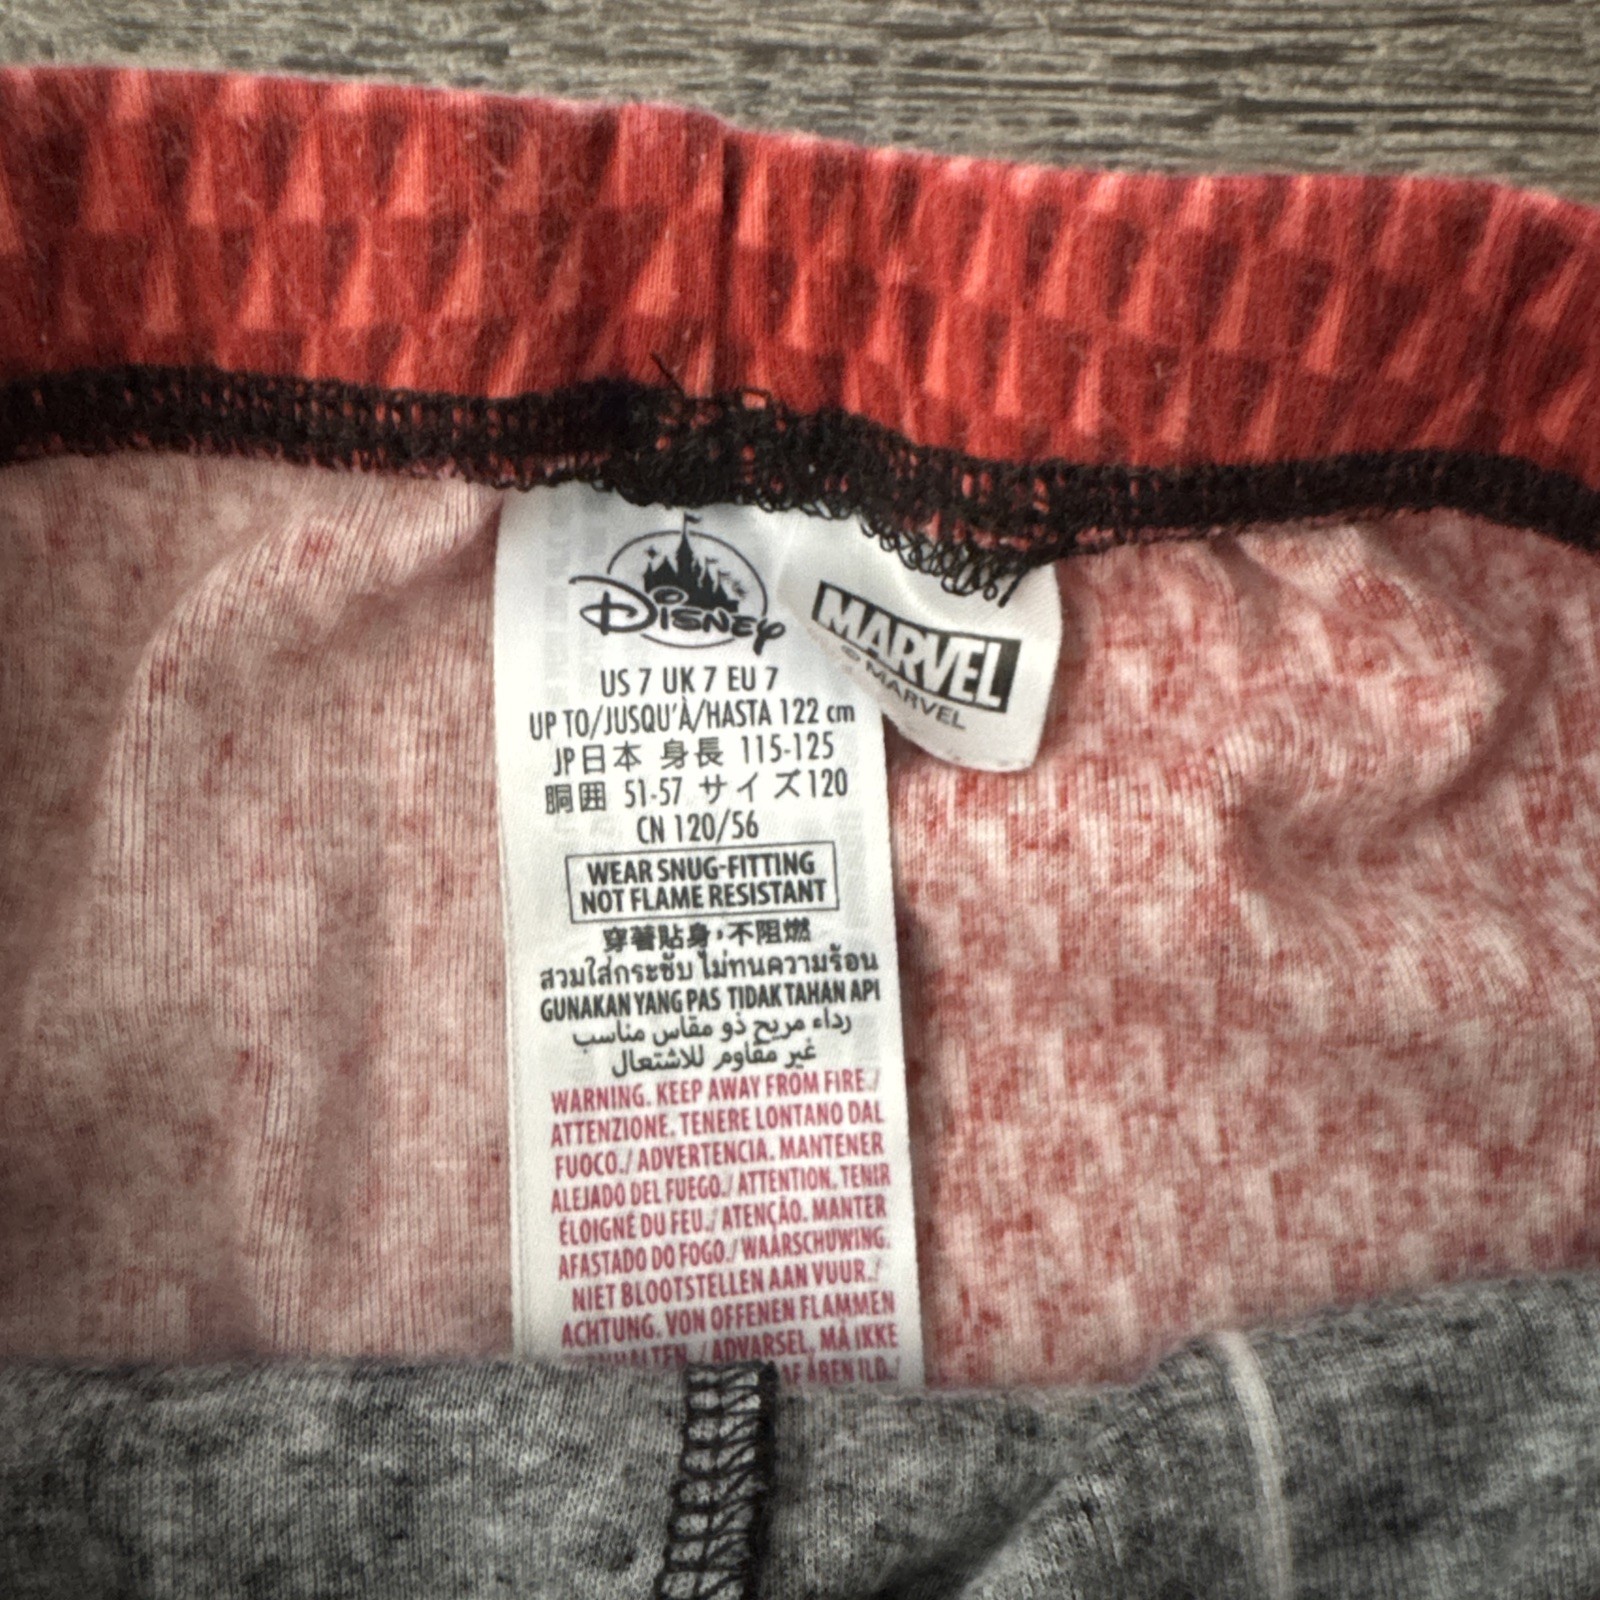 Disney
MARVEL
© MARVEL
US 7 UK 7 EU 7
UP TO/JUSQU'À/HASTA 122 cm
JP日本 身長 115-125
胴囲 51-57 サイズ120
CN 120/56
WEAR SNUG-FITTING
NOT FLAME RESISTANT
穿著貼身，不阻燃
สวมใส่กระชับ ไม่ทนความร้อน
GUNAKAN YANG PAS TIDAK TAHAN API
رداء مريح ذو مقاس مناسب
غير مقاوم للاشتعال
WARNING. KEEP AWAY FROM FIRE./
ATTENZIONE. TENERE LONTANO DAL
FUOCO./ADVERTENCIA. MANTENER
ALEJADO DEL FUEGO./ATTENTION. TENIR
ÉLOIGNÉ DU FEU./ATENÇÃO. MANTER
AFASTADO DO FOGO./WAARSCHUWING.
NIET BLOOTSTELLEN AAN VUUR./
ACHTUNG. VON OFFENEN FLAMMEN
/ADVARSEL. MÅ IKKE
ILD./